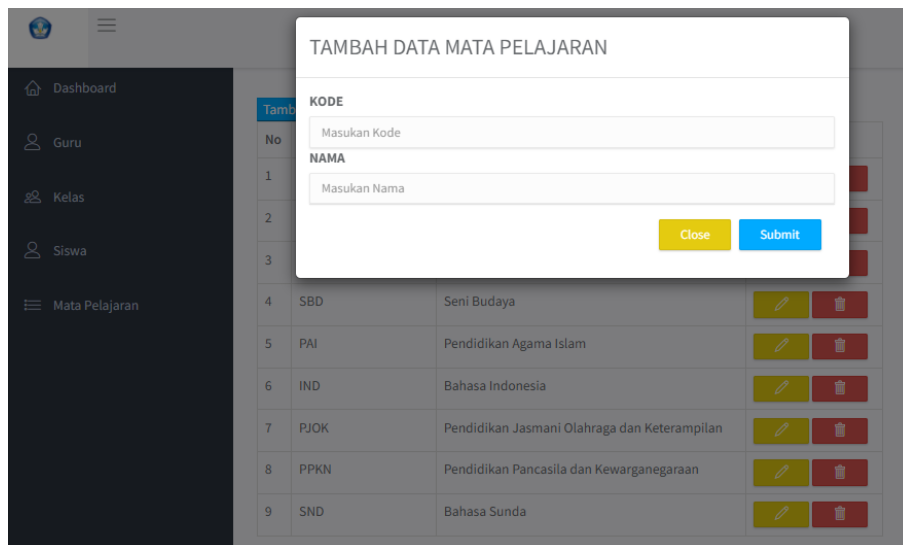 TAMBAH DATA MATA PELAJARAN
KODE
Masukan Kode
NAMA
Masukan Nama
Close Submit
Dashboard
Guru
Kelas
Siswa
Mata Pelajaran
No
1
2
3
4 SBD Seni Budaya
5 PAI Pendidikan Agama Islam
6 IND Bahasa Indonesia
7 PJOK Pendidikan Jasmani Olahraga dan Keterampilan
8 PPKN Pendidikan Pancasila dan Kewarganegaraan
9 SND Bahasa Sunda